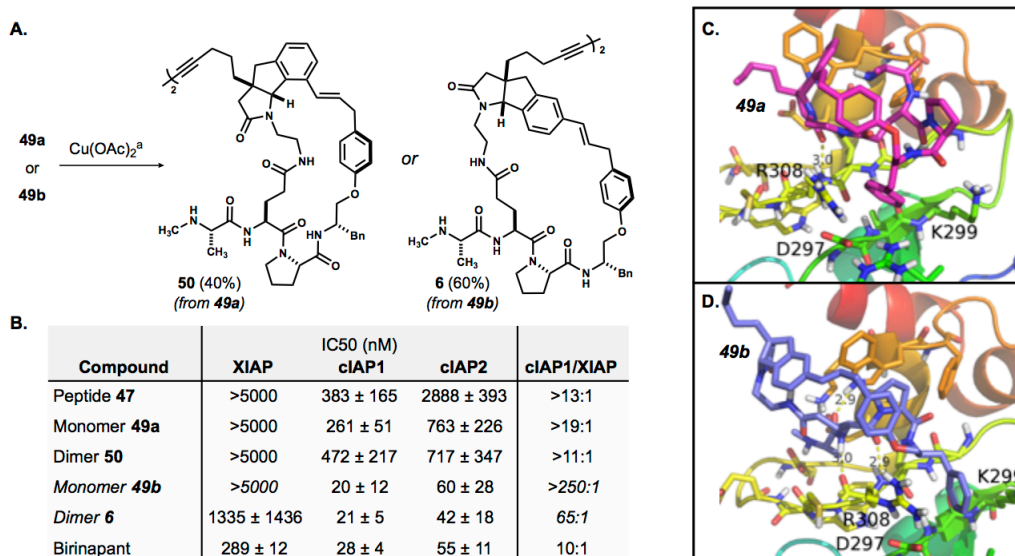 A.
49a
or
49b
Cu(OAc)2a
2
H
O
N
NH
O
H3C
H
N
CH3
O
N
H
O
N
O
HN
O
Bn
50 (40%)
(from 49a)
or
2
O
N
H
NH
O
H
N
H3C
CH3
O
N
H
O
N
O
N
H
O
Bn
6 (60%)
(from 49b)
B.
IC50 (nM)
Compound XIAP cIAP1 cIAP2 cIAP1/XIAP
Peptide 47 >5000 383 ± 165 2888 ± 393 >13:1
Monomer 49a >5000 261 ± 51 763 ± 226 >19:1
Dimer 50 >5000 472 ± 217 717 ± 347 >11:1
Monomer 49b >5000 20 ± 12 60 ± 28 >250:1
Dimer 6 1335 ± 1436 21 ± 5 42 ± 18 65:1
Birinapant 289 ± 12 28 ± 4 55 ± 11 10:1
C.
49a
3.0
R308
K299
D297
D.
49b
2.9
3.0
2.9
K299
R308
D297